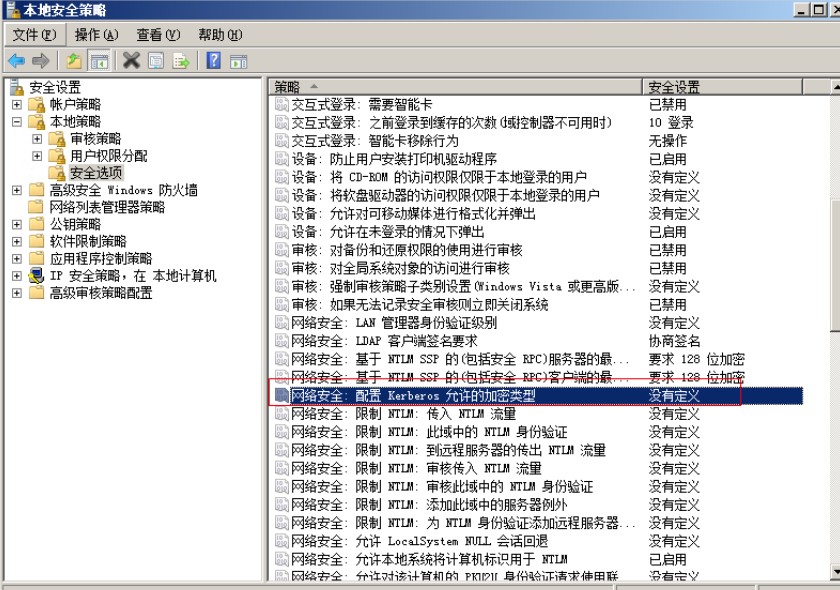 本地安全策略
文件(F) 操作(A) 查看(V) 帮助(H)
安全设置
帐户策略
本地策略
审核策略
用户权限分配
安全选项
高级安全 Windows 防火墙
网络列表管理器策略
公钥策略
软件限制策略
应用程序控制策略
IP 安全策略，在 本地计算机
高级审核策略配置
策略 安全设置
交互式登录: 需要智能卡 已禁用
交互式登录: 之前登录到缓存的次数(域控制器不可用时) 10 登录
交互式登录: 智能卡移除行为 无操作
设备: 防止用户安装打印机驱动程序 已启用
设备: 将 CD-ROM 的访问权限仅限于本地登录的用户 没有定义
设备: 将软盘驱动器的访问权限仅限于本地登录的用户 没有定义
设备: 允许对可移动媒体进行格式化并弹出 没有定义
设备: 允许在未登录的情况下弹出 已启用
审核: 对备份和还原权限的使用进行审核 已禁用
审核: 对全局系统对象的访问进行审核 已禁用
审核: 强制审核策略子类别设置(Windows Vista 或更高版... 没有定义
审核: 如果无法记录安全审核则立即关闭系统 已禁用
网络安全: LAN 管理器身份验证级别 没有定义
网络安全: LDAP 客户端签名要求 协商签名
网络安全: 基于 NTLM SSP 的(包括安全 RPC)服务器的最... 要求 128 位加密
网络安全: 基于 NTLM SSP 的(包括安全 RPC)客户端的最... 要求 128 位加密
网络安全: 配置 Kerberos 允许的加密类型 没有定义
网络安全: 限制 NTLM: 传入 NTLM 流量 没有定义
网络安全: 限制 NTLM: 此域中的 NTLM 身份验证 没有定义
网络安全: 限制 NTLM: 到远程服务器的传出 NTLM 流量 没有定义
网络安全: 限制 NTLM: 审核传入 NTLM 流量 没有定义
网络安全: 限制 NTLM: 审核此域中的 NTLM 身份验证 没有定义
网络安全: 限制 NTLM: 添加此域中的服务器例外 没有定义
网络安全: 限制 NTLM: 为 NTLM 身份验证添加远程服务器... 没有定义
网络安全: 允许 LocalSystem NULL 会话回退 没有定义
网络安全: 允许本地系统将计算机标识用于 NTLM 已启用
网络安全: 允许对该计算机的 PKU2U 身份验证请求使用联 没有定义